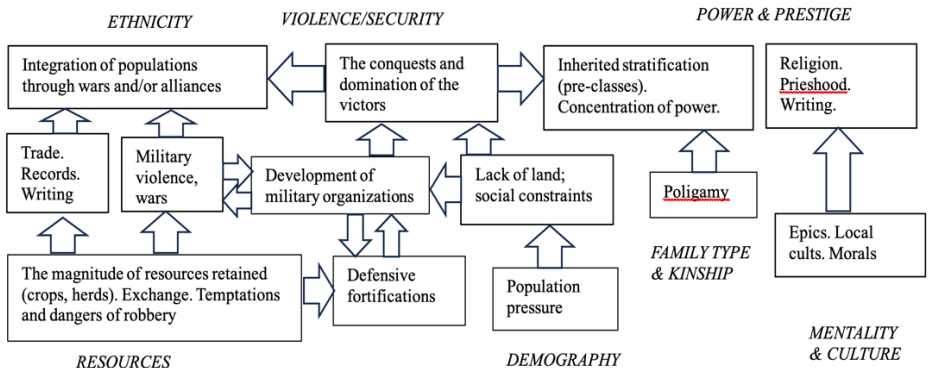 ETHNICITY
VIOLENCE/SECURITY
POWER & PRESTIGE
Integration of populations
through wars and/or alliances
The conquests and
domination of the
victors
Inherited stratification
(pre-classes).
Concentration of power.
Religion.
Prieshood.
Writing.
Trade.
Records.
Writing
Military
violence,
wars
Development of
military organizations
Lack of land;
social constraints
Poligamy
Epics. Local
cults. Morals
The magnitude of resources retained
(crops, herds). Exchange. Temptations
and dangers of robbery
Defensive
fortifications
Population
pressure
FAMILY TYPE
& KINSHIP
RESOURCES
DEMOGRAPHY
MENTALITY
& CULTURE